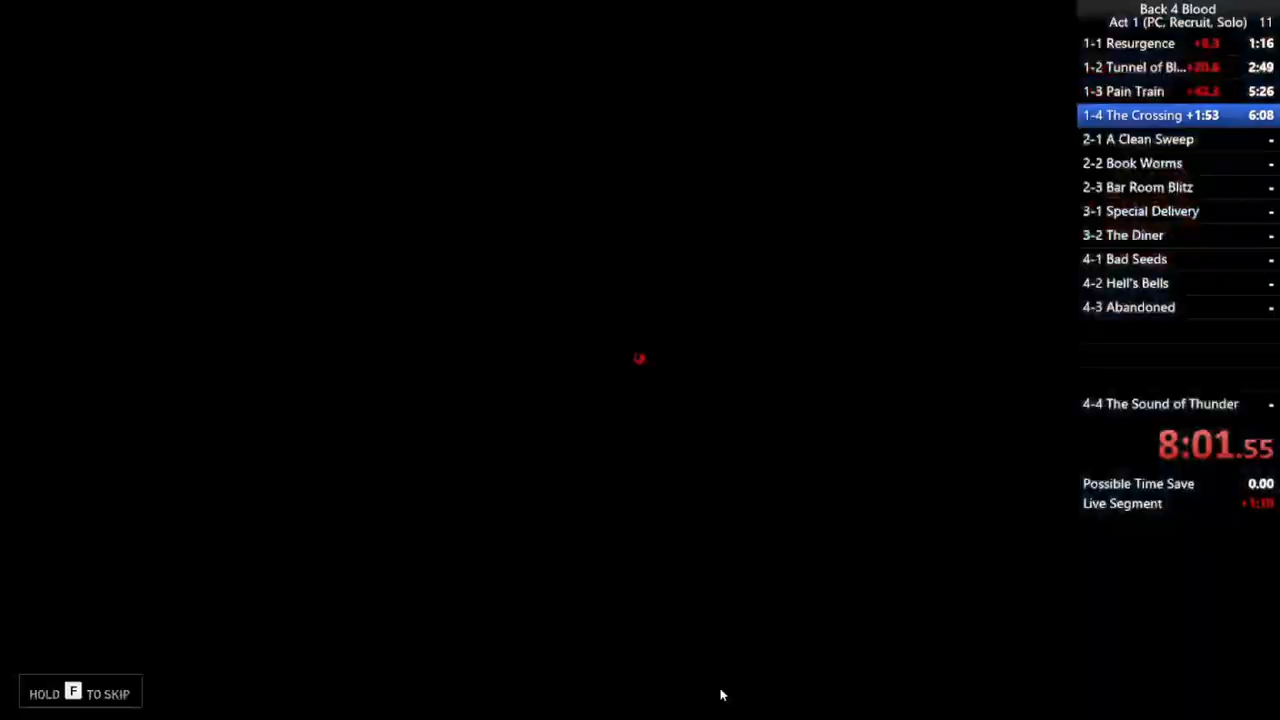 Back 4 Blood
Act 1 (PC, Recruit, Solo) 11
1-1 Resurgence 1:16
1-2 Tunnel of Bl... 2:49
1-3 Pain Train 5:26
1-4 The Crossing +1:53 6:08
2-1 A Clean Sweep -
2-2 Book Worms -
2-3 Bar Room Blitz -
3-1 Special Delivery -
3-2 The Diner -
4-1 Bad Seeds -
4-2 Hell's Bells -
4-3 Abandoned -
4-4 The Sound of Thunder -
8:01.55
Possible Time Save 0.00
Live Segment
HOLD F TO SKIP